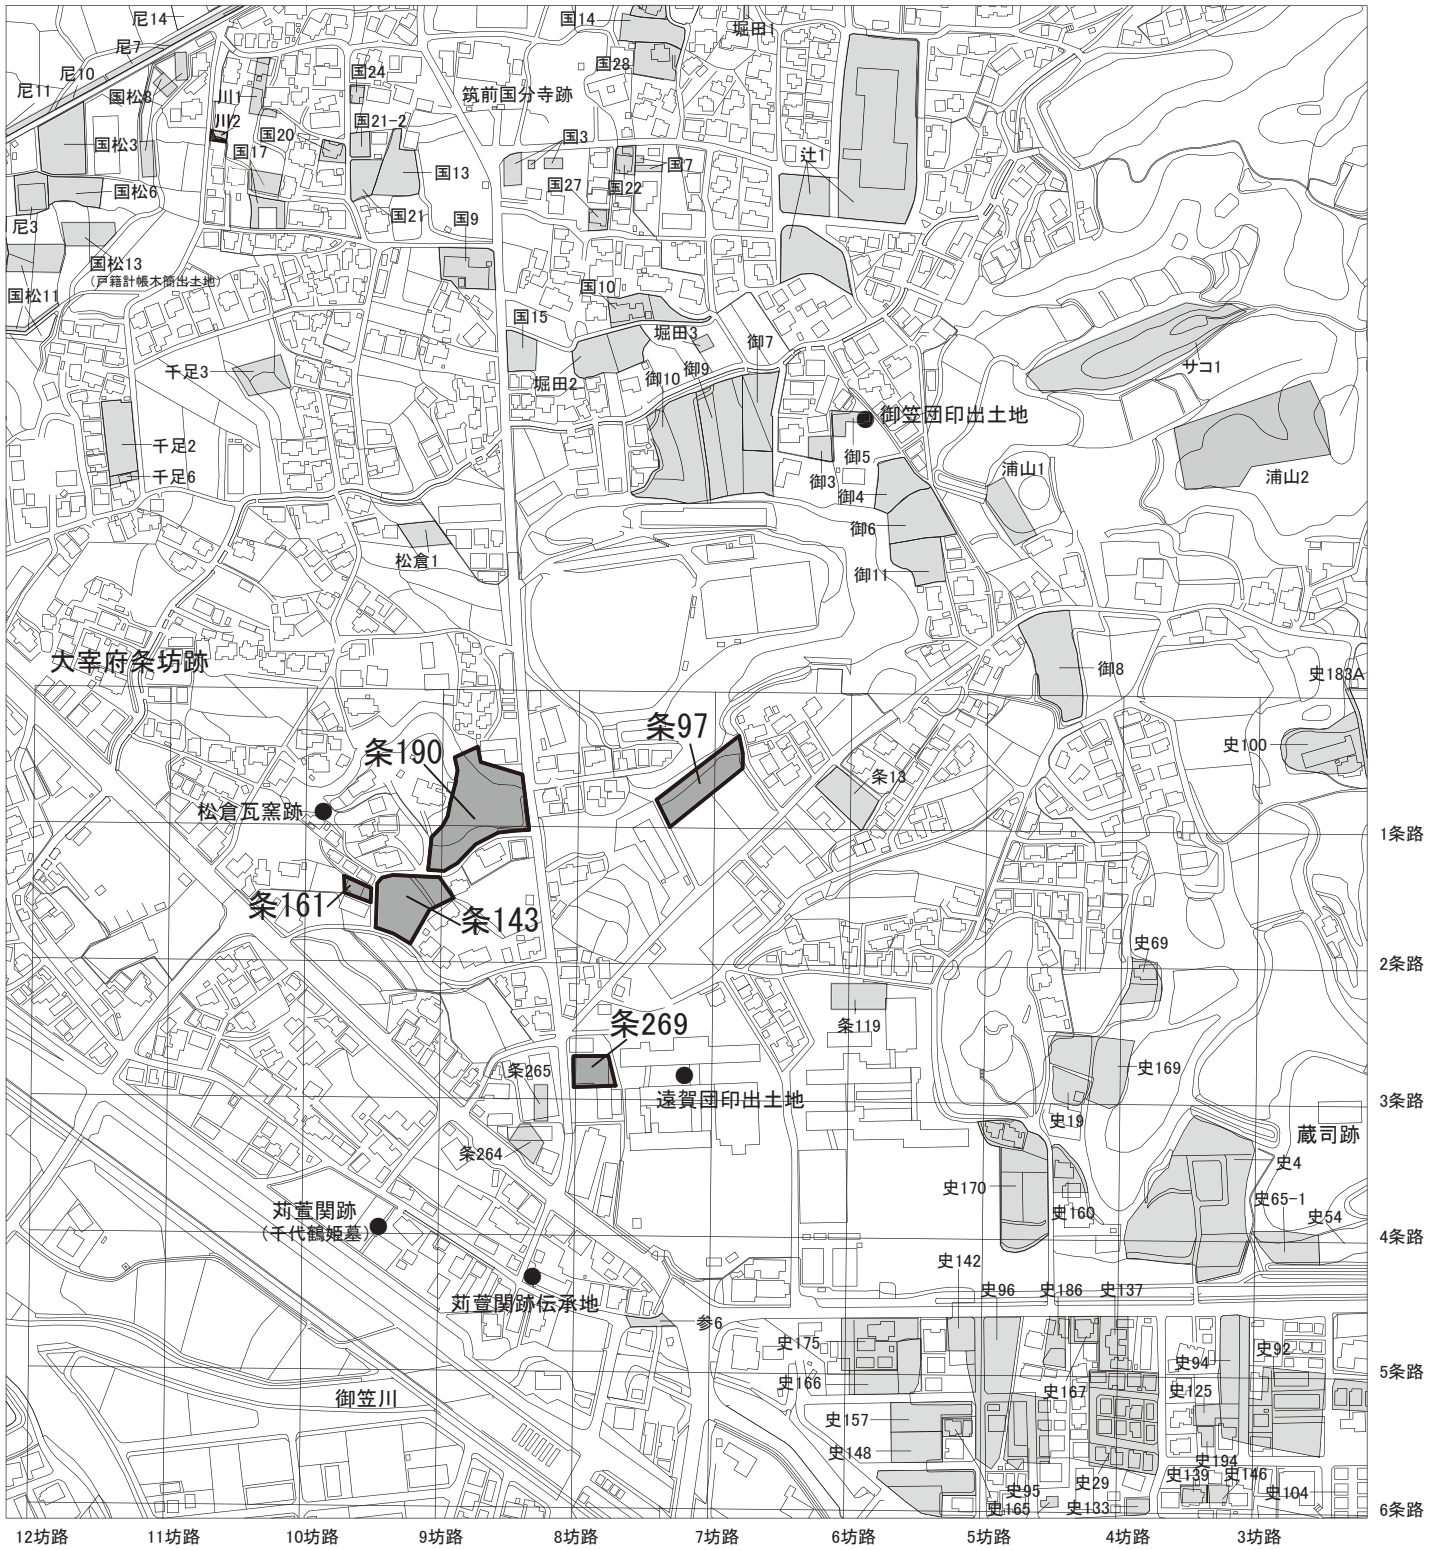 尼14
国14
堀田1
尼7
尼10
国28
国24
尼11
国松8
川1
筑前国分寺跡
川2
国21-2
国20
国3
国松3
国17
辻1
国13
国7
国松6
国27
国22
国21
国9
尼3
国松13
(戸籍計帳木簡出土地)
国10
国松11
国15
堀田3
御7
御9
サコ1
千足3
御10
堀田2
御笠団印出土地
千足2
御5
浦山1
千足6
御3
浦山2
御4
御6
松倉1
御11
大宰府条坊跡
御8
史183A
条97
条190
史100
条13
松倉瓦窯跡
1条路
条161
条143
史69
2条路
条269
条119
条265
史169
遠賀団印出土地
3条路
史19
蔵司跡
条264
史4
史170
史65-1
苅萱関跡
(千代鶴姫墓)
史160
史54
4条路
史142
史96
史186
史137
苅萱関跡伝承地
参6
史175
史94
史92
5条路
史166
史167
史125
御笠川
史157
史148
史194
史29
史139
史146
史95
史104
史165
史133
6条路
12坊路
11坊路
10坊路
9坊路
8坊路
7坊路
6坊路
5坊路
4坊路
3坊路